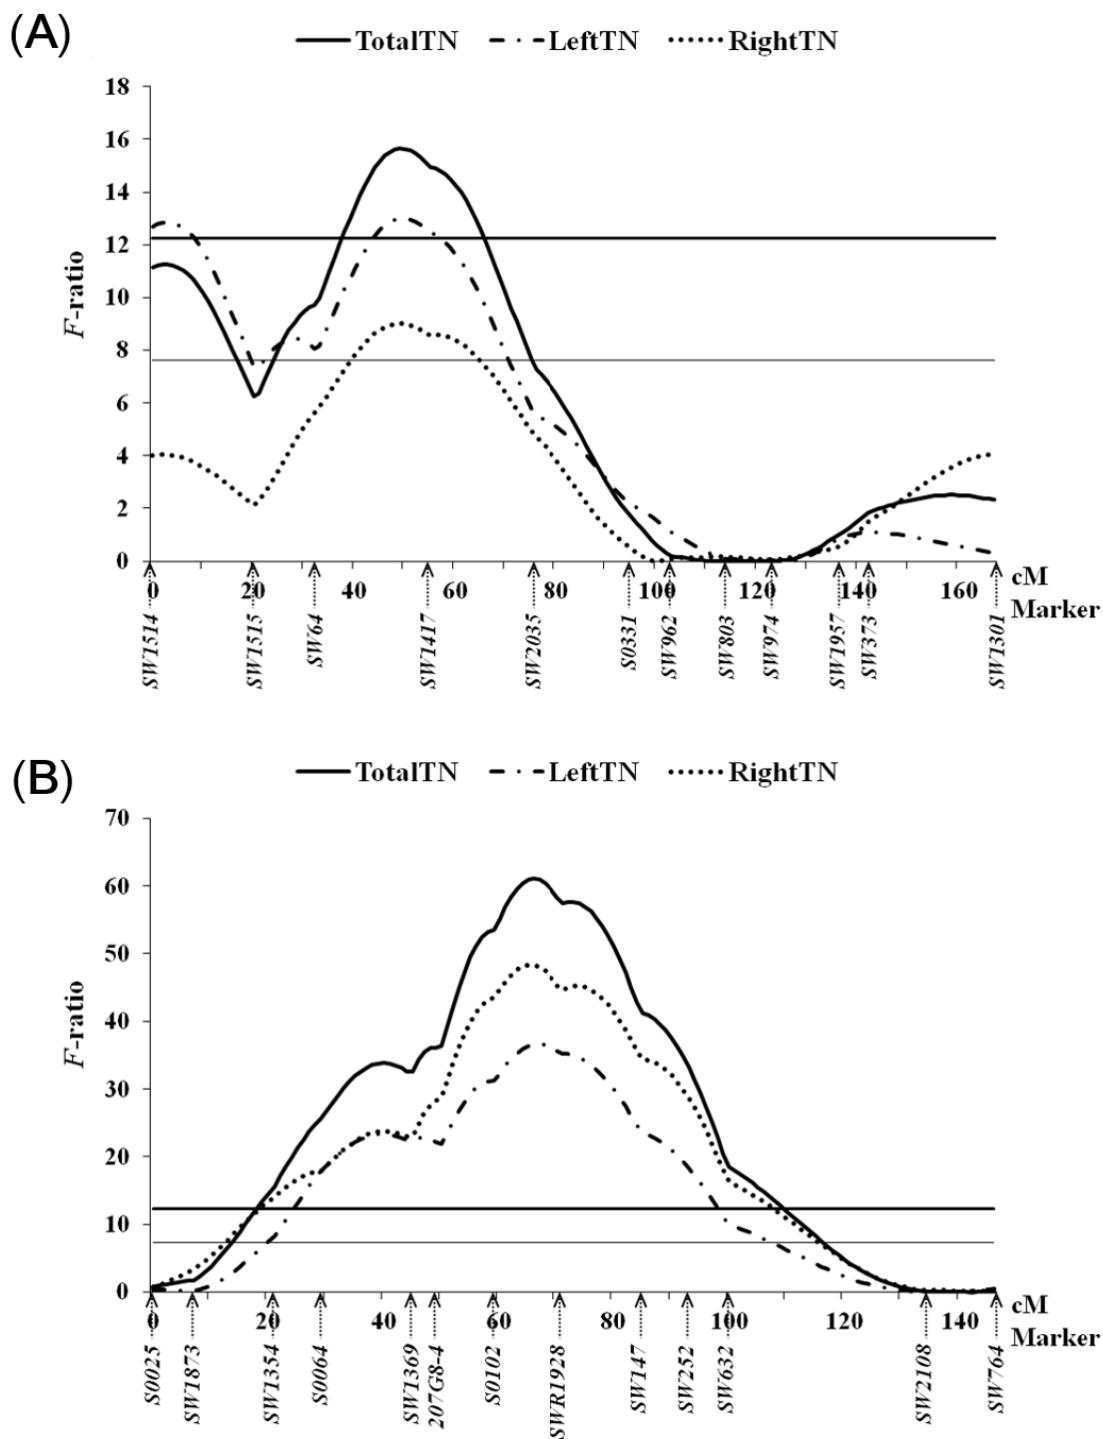 (A)
TotalTN LeftTN RightTN
18
16
14
12
10
8
6
4
2
0
F-ratio
0 20 40 60 80 100 120 140 160 cM
Marker
SW1514 SW1515 SW64 SW1417 SW2035 S0331 SW962 SW803 SW974 SW1957 SW373 SW1301
(B)
TotalTN LeftTN RightTN
70
60
50
40
30
20
10
0
F-ratio
0 20 40 60 80 100 120 140 cM
Marker
S0025 SW1873 SW1354 S0064 SW1369 207G8-4 S0102 SWR1928 SW147 SW252 SW632 SW2108 SW764